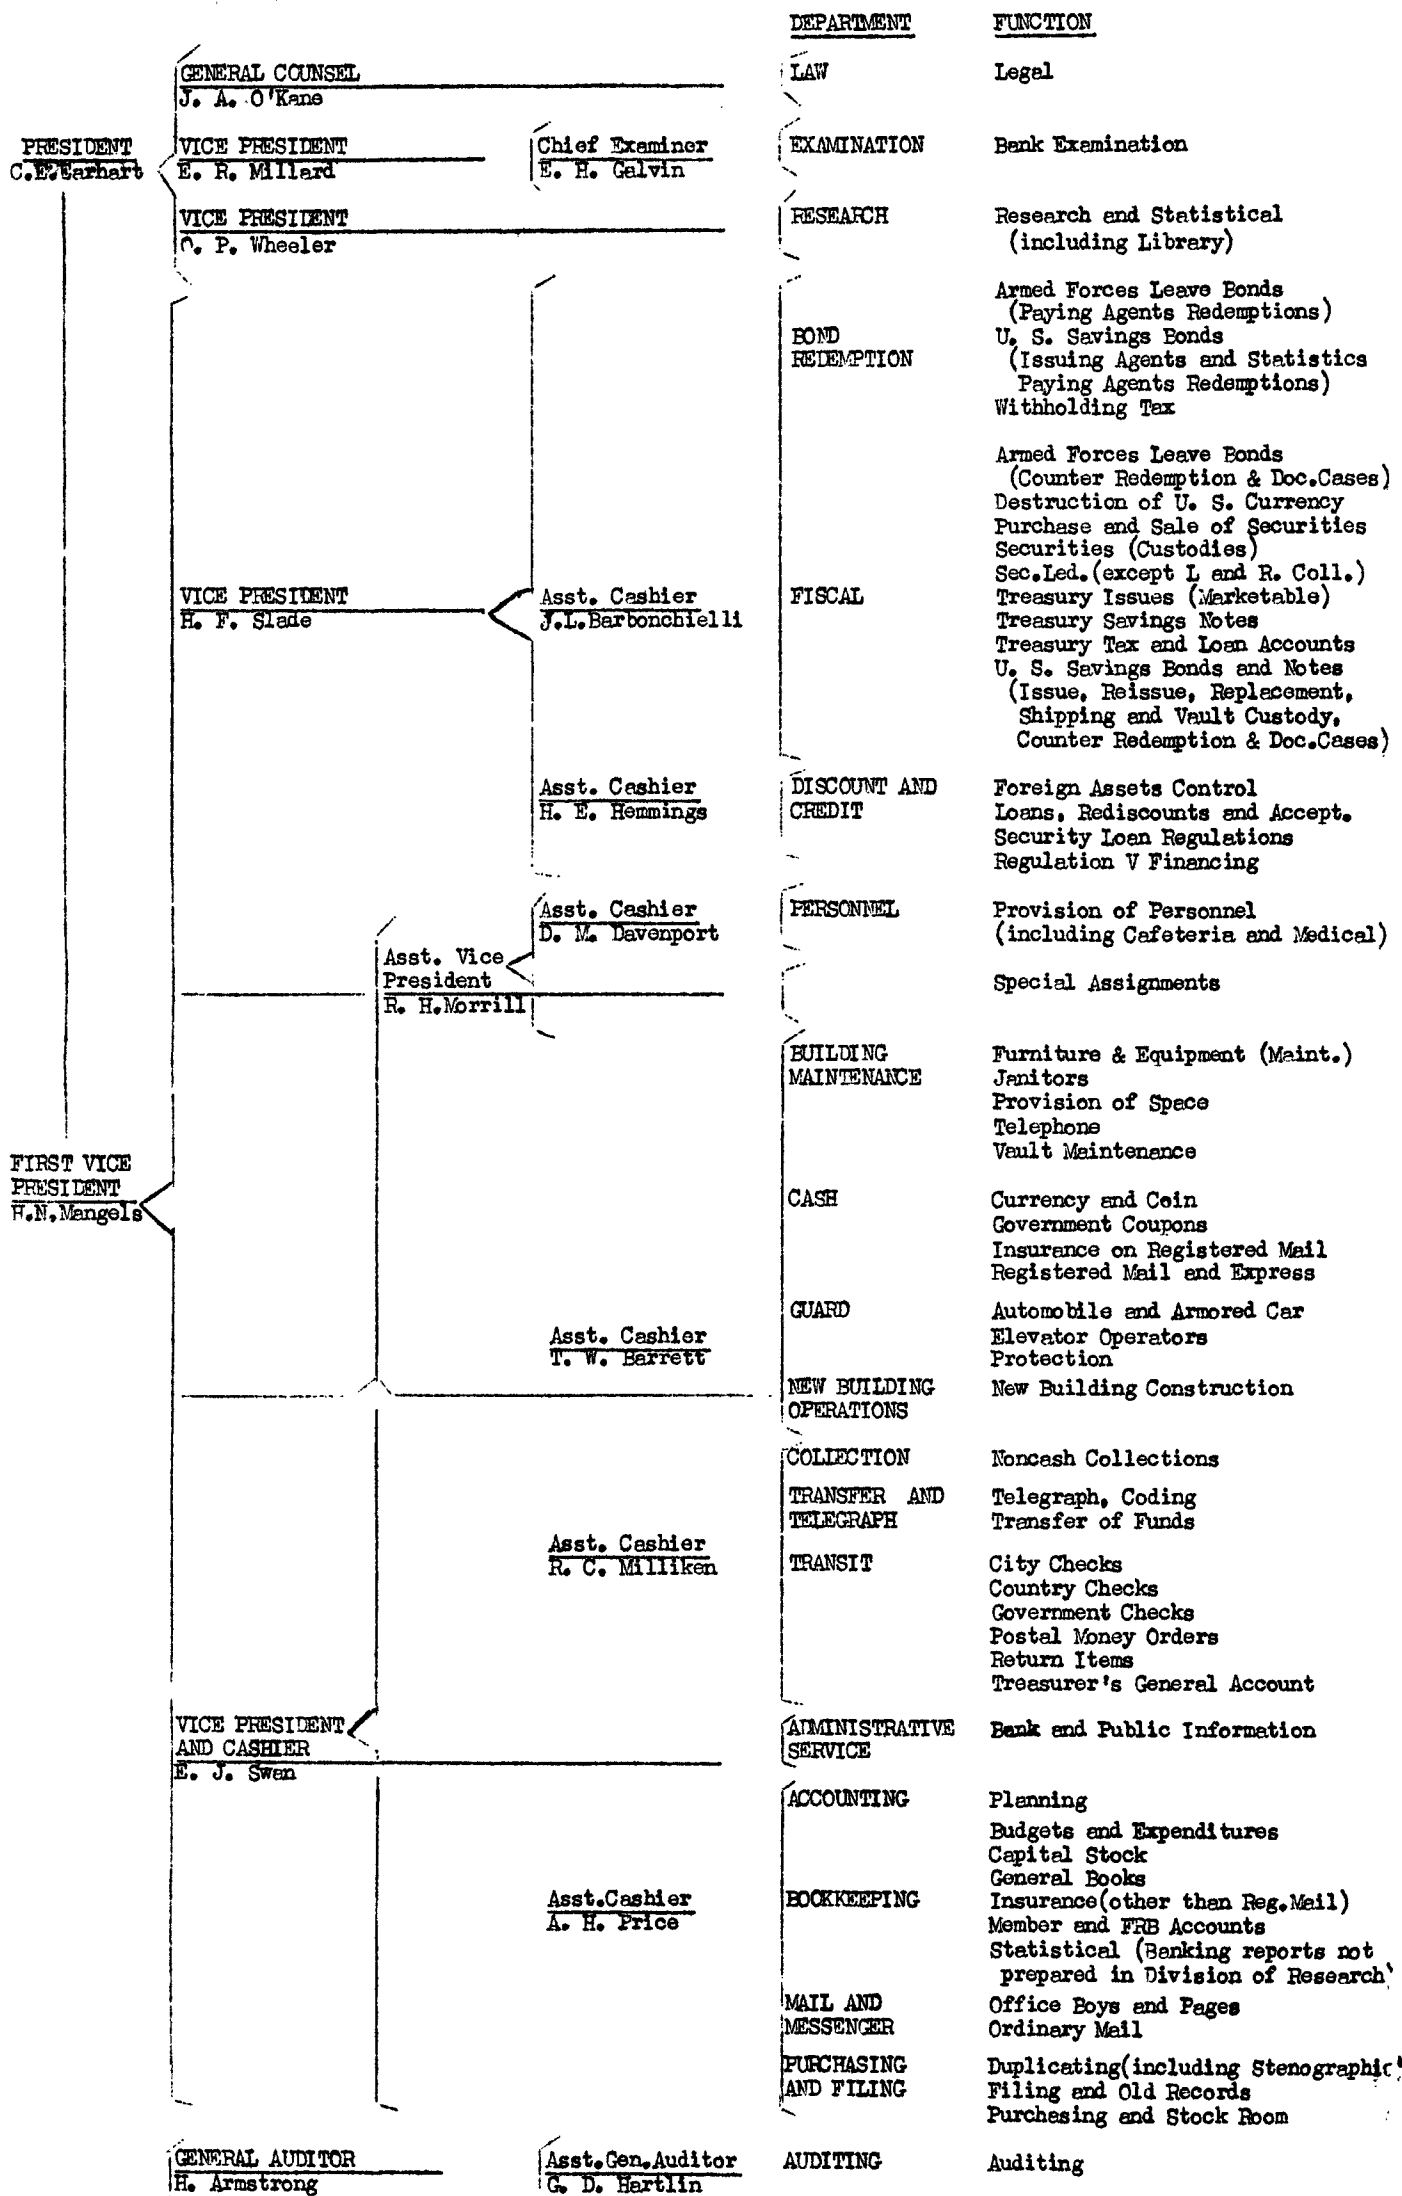 DEPARTMENT FUNCTION
GENERAL COUNSEL
J. A. O'Kane
LAW Legal
PRESIDENT
C.E.Earhart
VICE PRESIDENT
E. R. Millard
Chief Examiner
E. H. Galvin
EXAMINATION Bank Examination
VICE PRESIDENT
O. P. Wheeler
RESEARCH Research and Statistical
(including Library)
BOND
REDEMPTION
Armed Forces Leave Bonds
(Paying Agents Redemptions)
U. S. Savings Bonds
(Issuing Agents and Statistics
Paying Agents Redemptions)
Withholding Tax
VICE PRESIDENT
H. F. Slade
Asst. Cashier
J.L.Barbonchielli
FISCAL
Armed Forces Leave Bonds
(Counter Redemption & Doc.Cases)
Destruction of U. S. Currency
Purchase and Sale of Securities
Securities (Custodies)
Sec.Led.(except L and R. Coll.)
Treasury Issues (Marketable)
Treasury Savings Notes
Treasury Tax and Loan Accounts
U. S. Savings Bonds and Notes
(Issue, Reissue, Replacement,
Shipping and Vault Custody,
Counter Redemption & Doc.Cases)
Asst. Cashier
H. E. Hemmings
DISCOUNT AND
CREDIT
Foreign Assets Control
Loans, Rediscounts and Accept.
Security Loan Regulations
Regulation V Financing
Asst. Vice
President
R. H.Morrill
Asst. Cashier
D. M. Davenport
PERSONNEL Provision of Personnel
(including Cafeteria and Medical)
Special Assignments
FIRST VICE
PRESIDENT
H.N.Mangels
BUILDING
MAINTENANCE
Furniture & Equipment (Maint.)
Janitors
Provision of Space
Telephone
Vault Maintenance
CASH Currency and Coin
Government Coupons
Insurance on Registered Mail
Registered Mail and Express
Asst. Cashier
T. W. Barrett
GUARD Automobile and Armored Car
Elevator Operators
Protection
NEW BUILDING
OPERATIONS
New Building Construction
COLLECTION Noncash Collections
TRANSFER AND
TELEGRAPH
Telegraph, Coding
Transfer of Funds
Asst. Cashier
R. C. Milliken
TRANSIT City Checks
Country Checks
Government Checks
Postal Money Orders
Return Items
Treasurer's General Account
VICE PRESIDENT
AND CASHIER
E. J. Swan
ADMINISTRATIVE
SERVICE
Bank and Public Information
ACCOUNTING Planning
Asst.Cashier
A. H. Price
BOOKKEEPING
Budgets and Expenditures
Capital Stock
General Books
Insurance(other than Reg.Mail)
Member and FRB Accounts
Statistical (Banking reports not
prepared in Division of Research)
MAIL AND
MESSENGER
Office Boys and Pages
Ordinary Mail
PURCHASING
AND FILING
Duplicating(including Stenographic)
Filing and Old Records
Purchasing and Stock Room
GENERAL AUDITOR
H. Armstrong
Asst.Gen.Auditor
G. D. Hartlin
AUDITING Auditing